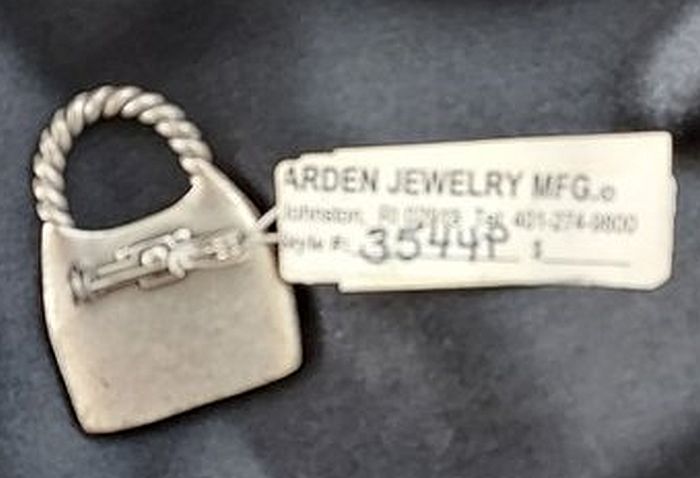 ARDEN JEWELRY MFG.
Johnston, RI 02919 Tel. 401-274-9800
Style #: 3544P $